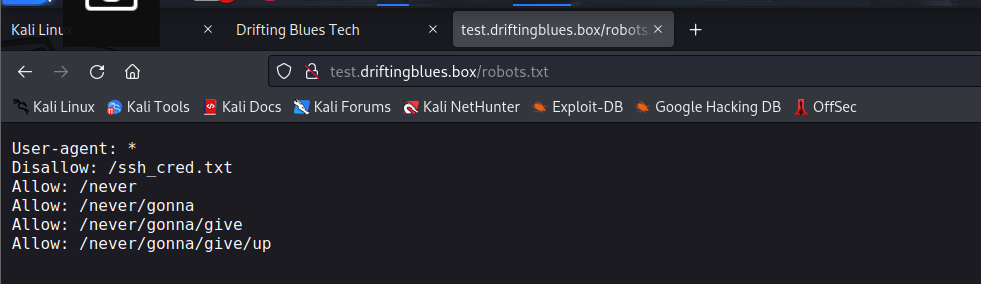 Kali Linux
Drifting Blues Tech
test.driftingblues.box/robots.
test.driftingblues.box/robots.txt
Kali Linux
Kali Tools
Kali Docs
Kali Forums
Kali NetHunter
Exploit-DB
Google Hacking DB
OffSec
User-agent: *
Disallow: /ssh_cred.txt
Allow: /never
Allow: /never/gonna
Allow: /never/gonna/give
Allow: /never/gonna/give/up